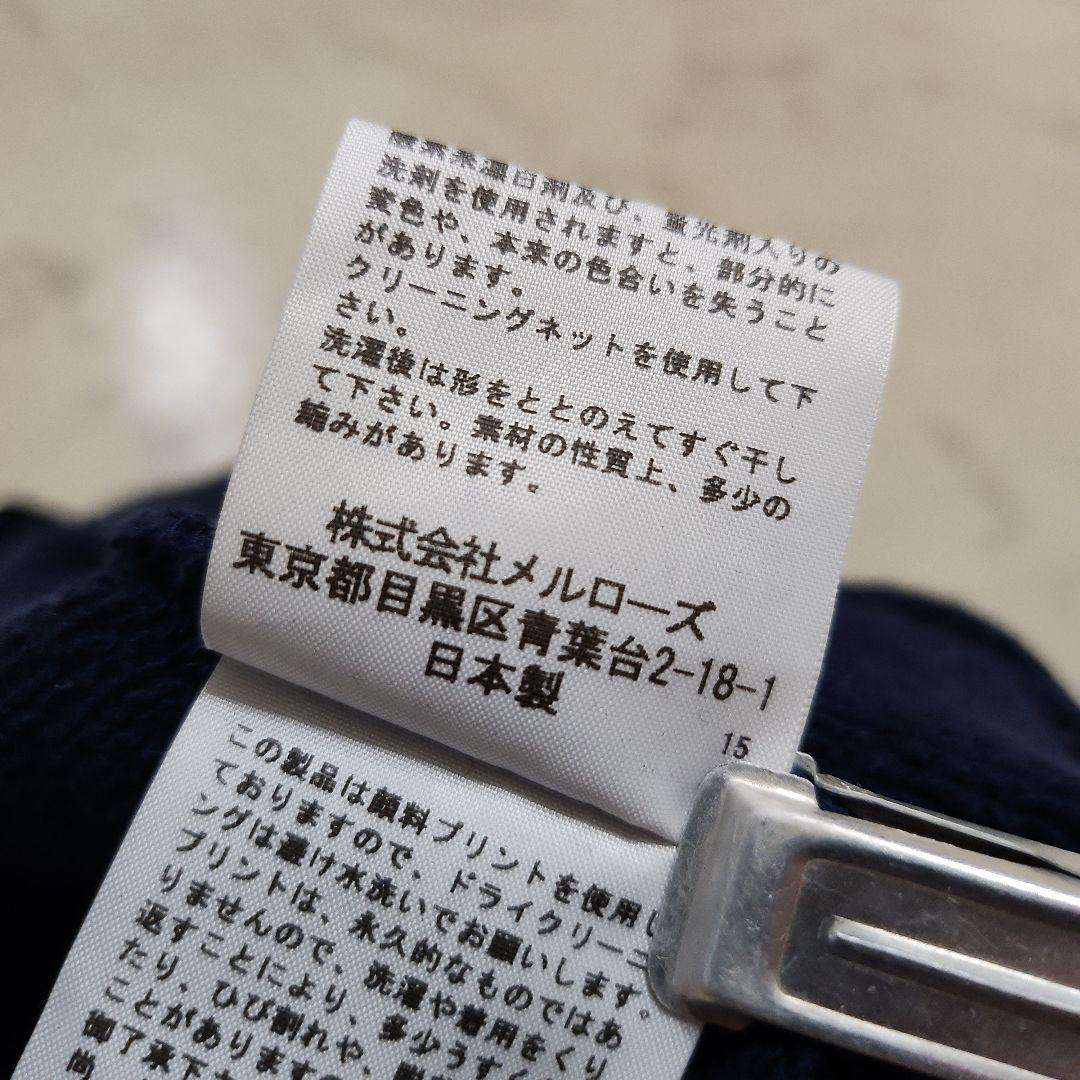 酸素系漂白剤及び、蛍光剤入りの
洗剤を使用されますと、部分的に
変色や、本来の色合いを失うこと
があります。
クリーニングネットを使用して下
さい。
洗濯後は形をととのえてすぐ干し
て下さい。素材の性質上、多少の
縮みがあります。
株式会社メルローズ
東京都目黒区青葉台2-18-1
日本製
15
この製品は顔料プリントを使用し
ておりますので、ドライクリーニ
ングは避け水洗いでお願いします。
プリントは、永久的なものではあ
りませんので、洗濯や着用をくり
返すことにより、多少うす
たり、ひび割れや、
ことがありますの
御了承下
尚